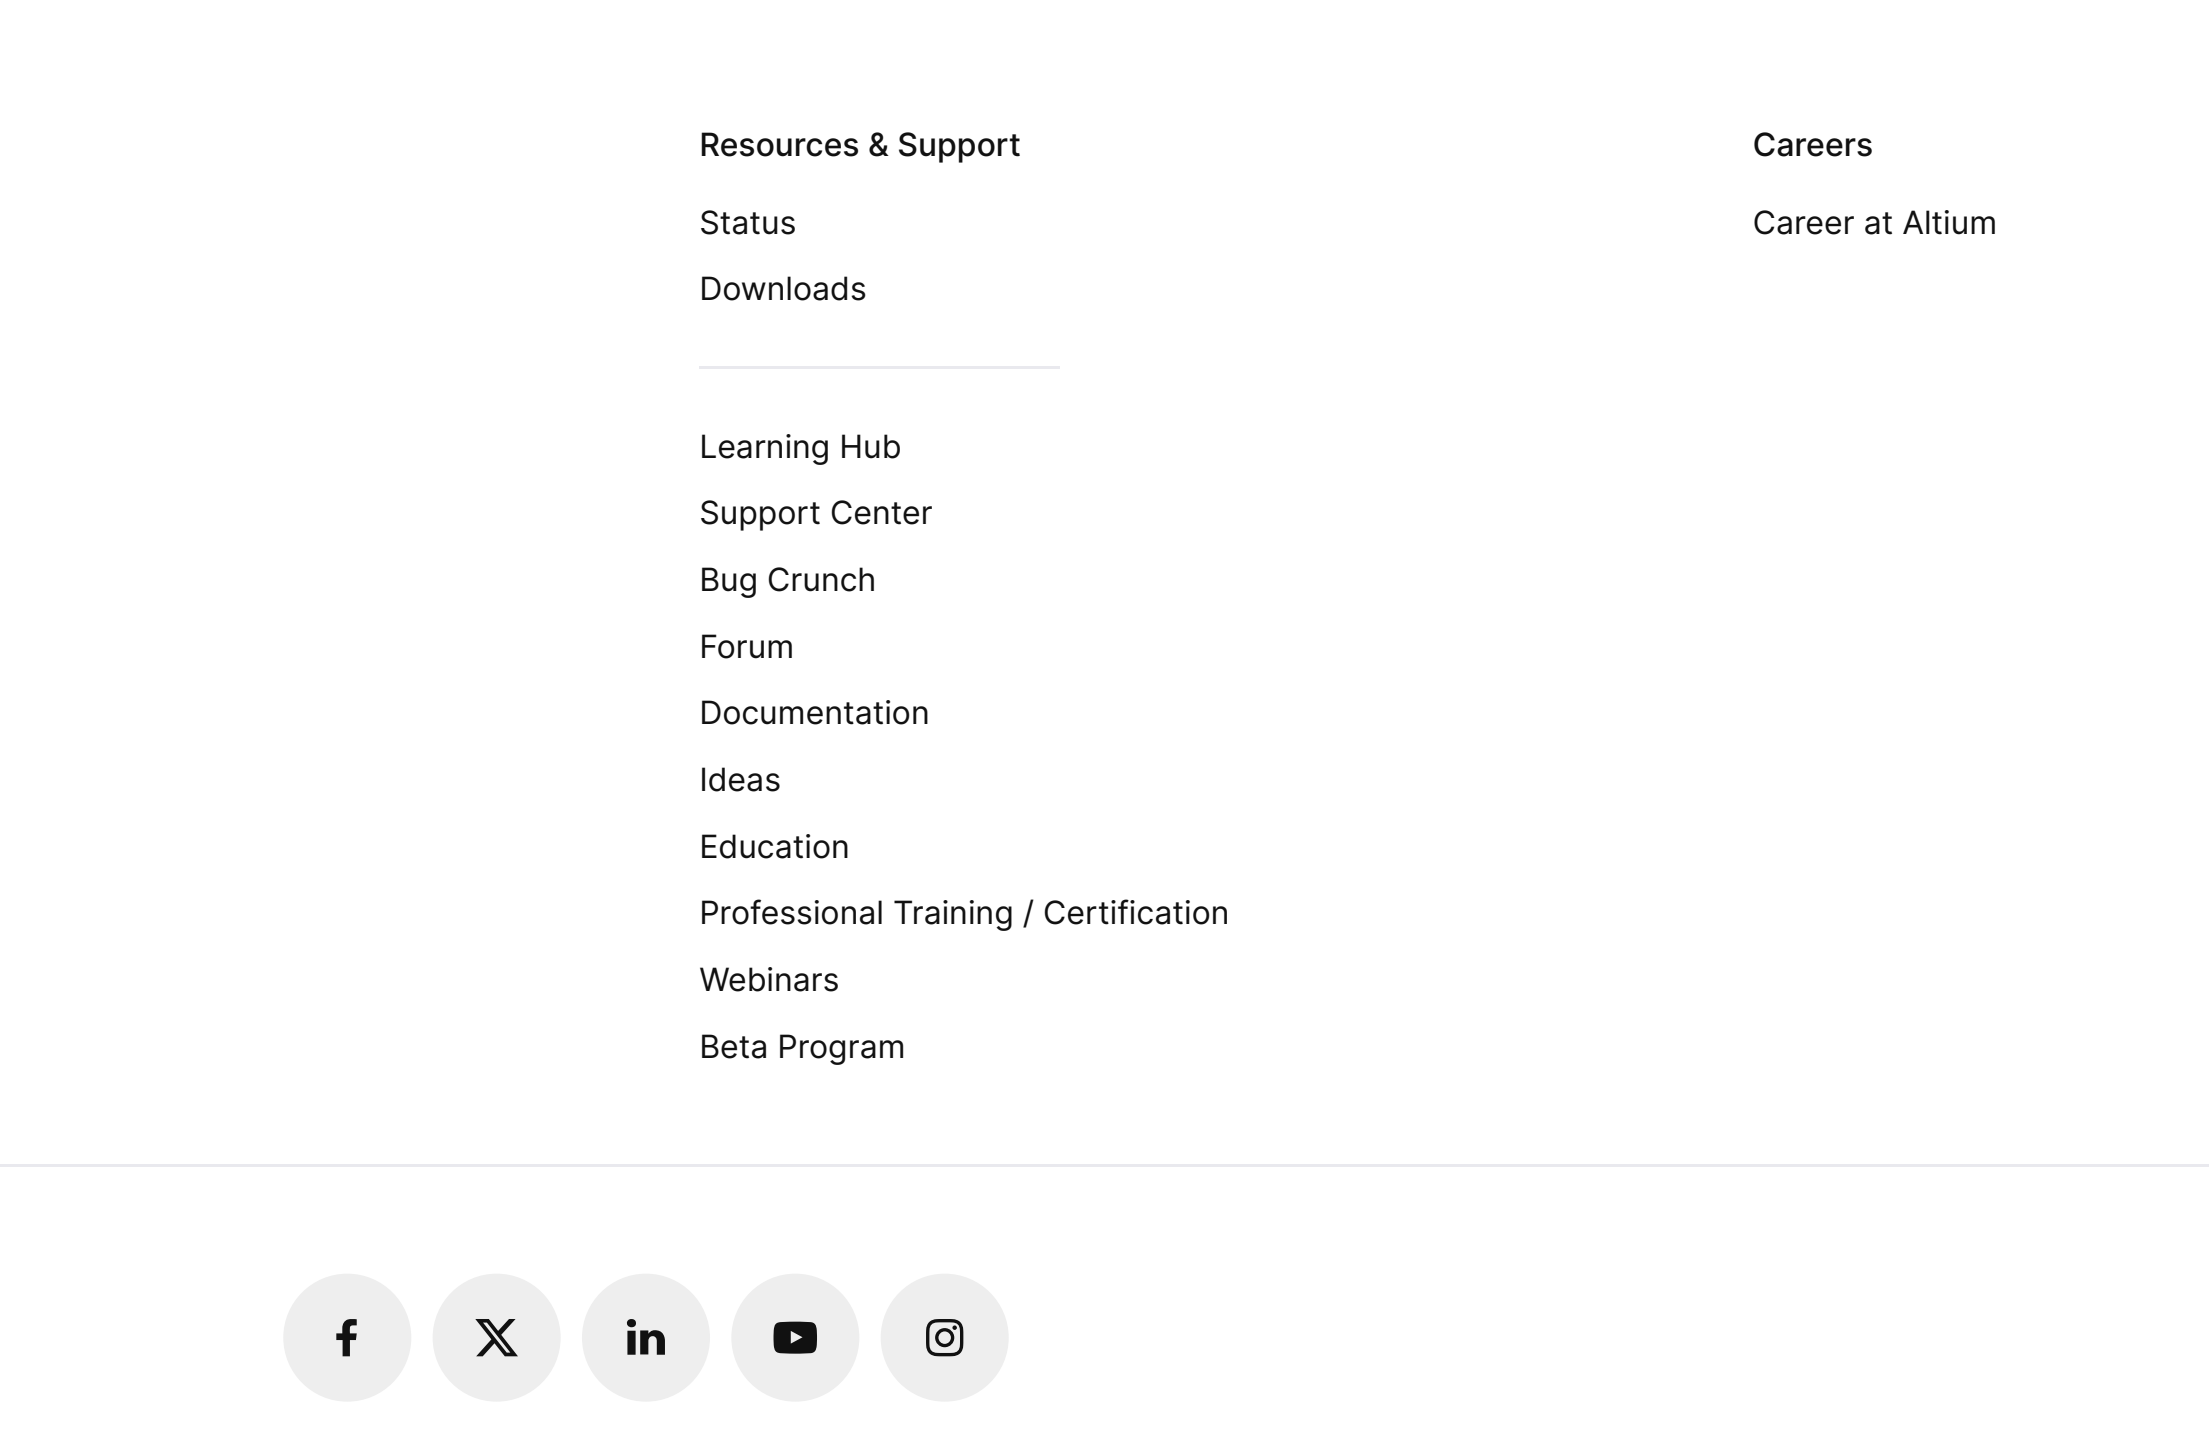 Resources & Support
Status
Downloads
Learning Hub
Support Center
Bug Crunch
Forum
Documentation
Ideas
Education
Professional Training / Certification
Webinars
Beta Program
Careers
Career at Altium